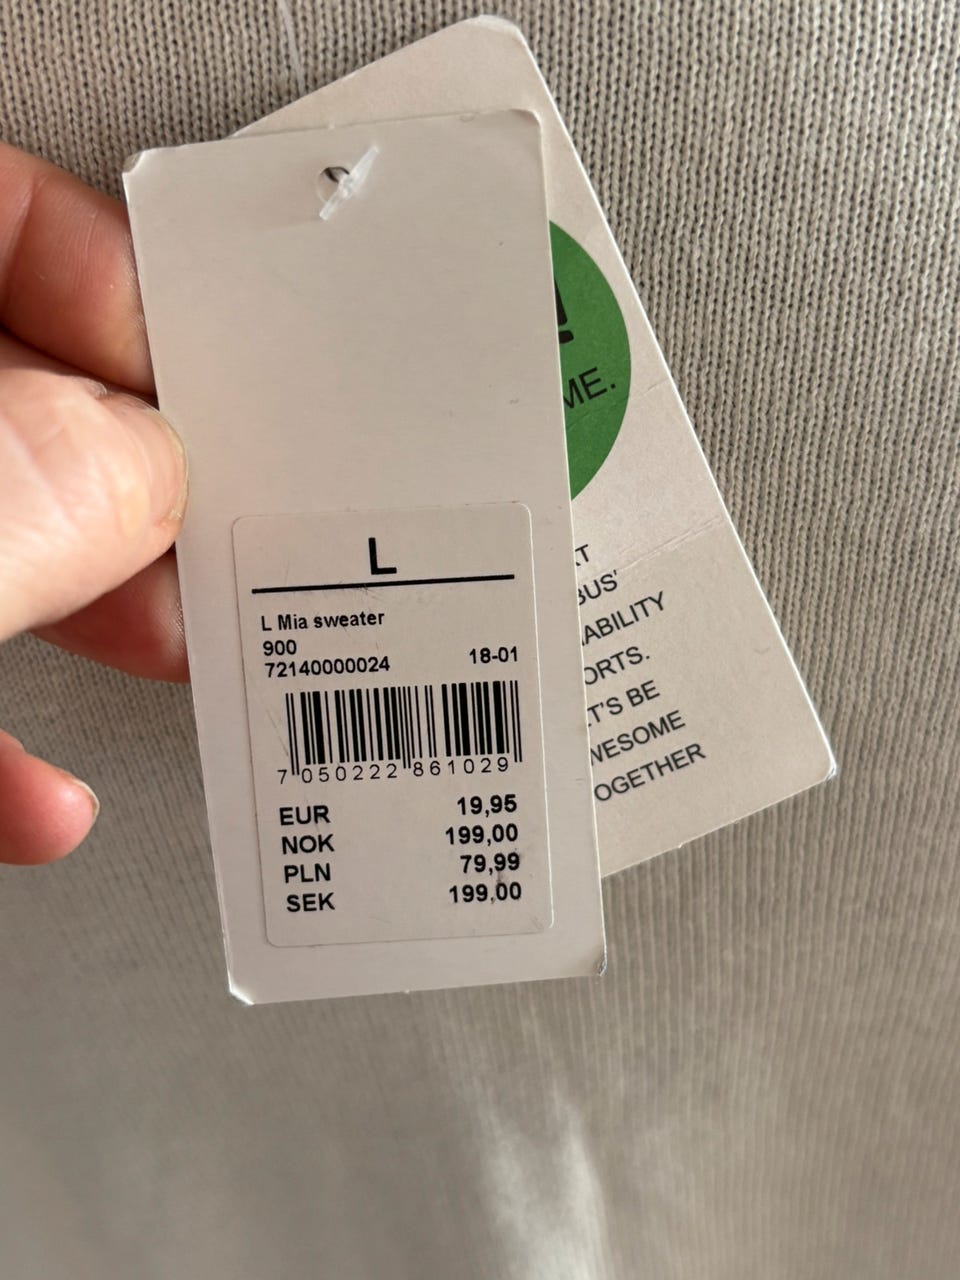 L
L Mia sweater
900
72140000024 18-01
7 050222 861029
EUR 19,95
NOK 199,00
PLN 79,99
SEK 199,00
!
ME.
BUS'
ABILITY
ORTS.
T'S BE
WESOME
OGETHER